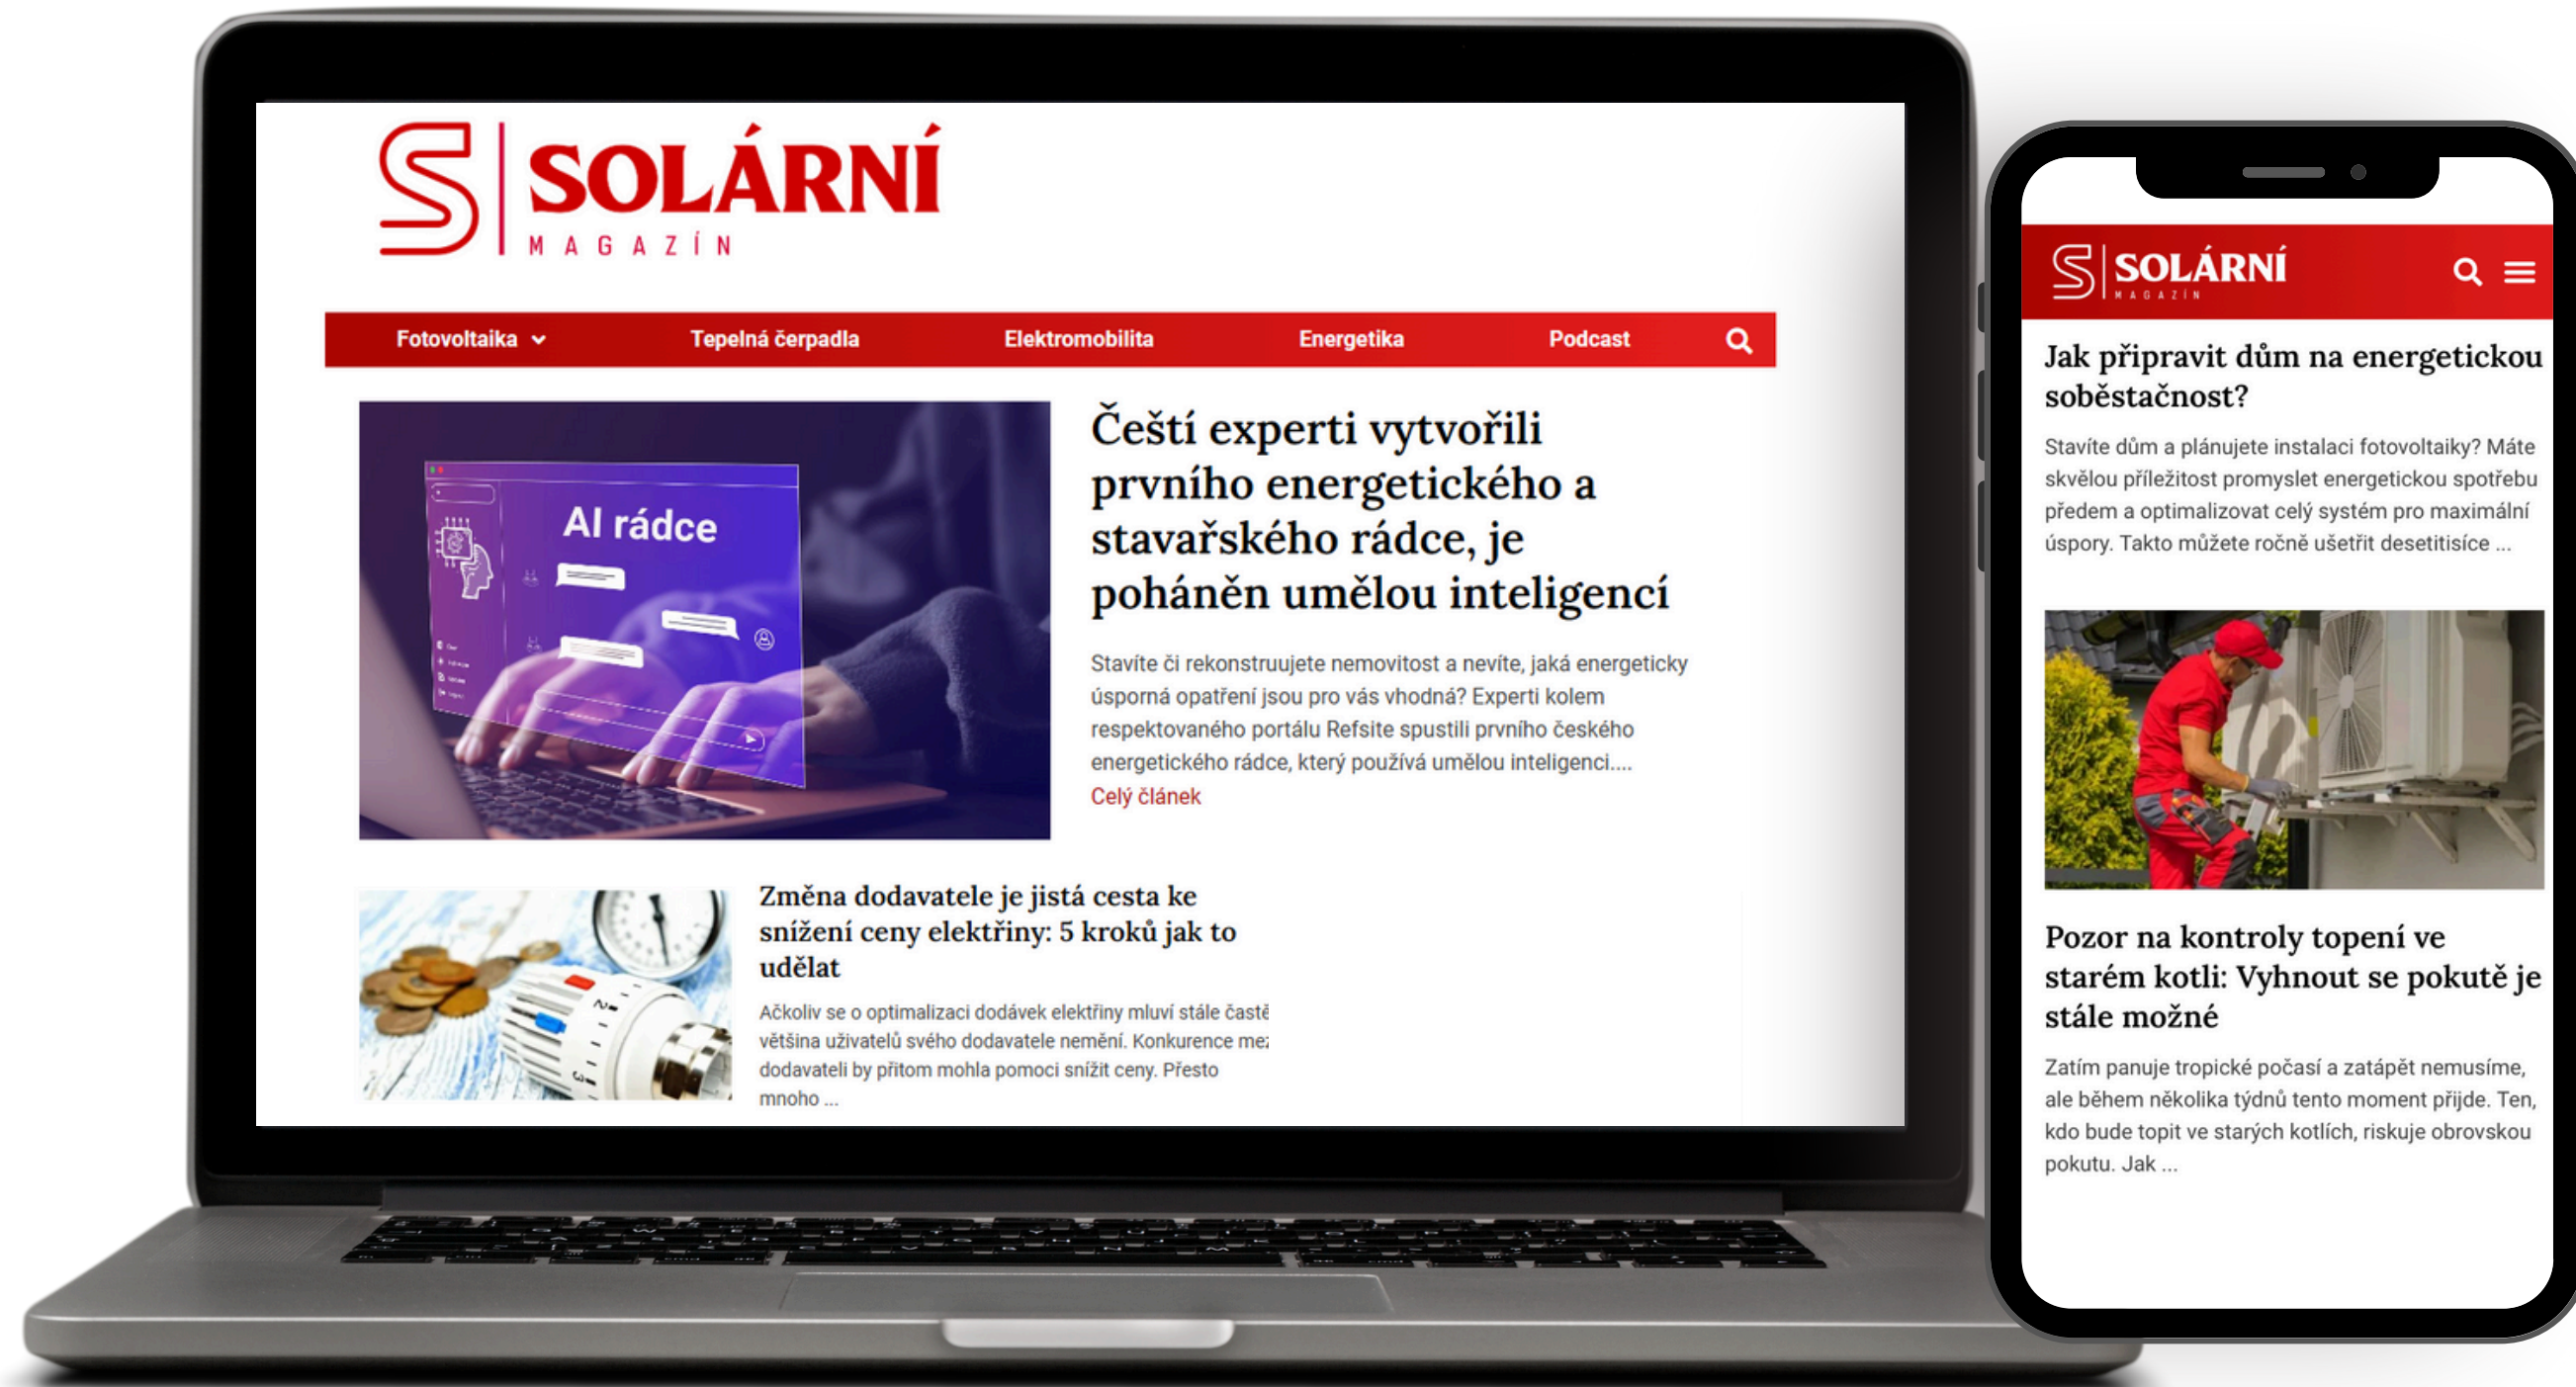 SOLÁRNÍ
MAGAZÍN
Fotovoltaika
Tepelná čerpadla
Elektromobilita
Energetika
Podcast
AI rádce
Čeští experti vytvořili
prvního energetického a
stavařského rádce, je
poháněn umělou inteligencí
Stavíte či rekonstruujete nemovitost a nevíte, jaká energeticky
úsporná opatření jsou pro vás vhodná? Experti kolem
respektovaného portálu Refsite spustili prvního českého
energetického rádce, který používá umělou inteligenci....
Celý článek
Změna dodavatele je jistá cesta ke
snížení ceny elektřiny: 5 kroků jak to
udělat
Ačkoliv se o optimalizaci dodávek elektřiny mluví stále častě
většina uživatelů svého dodavatele nemění. Konkurence mez
dodavateli by přitom mohla pomoci snížit ceny. Přesto
mnoho ...
SOLÁRNÍ
MAGAZÍN
Jak připravit dům na energetickou
soběstačnost?
Stavíte dům a plánujete instalaci fotovoltaiky? Máte
skvělou příležitost promyslet energetickou spotřebu
předem a optimalizovat celý systém pro maximální
úspory. Takto můžete ročně ušetřit desetitisíce ...
Pozor na kontroly topení ve
starém kotli: Vyhnout se pokutě je
stále možné
Zatím panuje tropické počasí a zatápět nemusíme,
ale během několika týdnů tento moment přijde. Ten,
kdo bude topit ve starých kotlích, riskuje obrovskou
pokutu. Jak ...